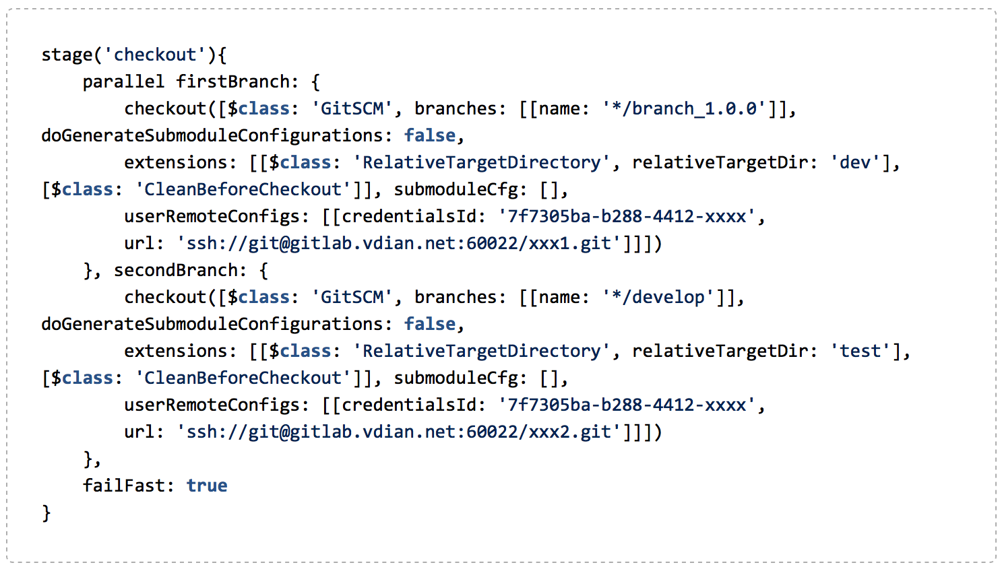 stage('checkout'){
    parallel firstBranch: {
        checkout([$class: 'GitSCM', branches: [[name: '*/branch_1.0.0']],
doGenerateSubmoduleConfigurations: false,
        extensions: [[$class: 'RelativeTargetDirectory', relativeTargetDir: 'dev'],
[$class: 'CleanBeforeCheckout']], submoduleCfg: [],
        userRemoteConfigs: [[credentialsId: '7f7305ba-b288-4412-xxxx',
        url: 'ssh://git@gitlab.vdian.net:60022/xxx1.git']]])
    }, secondBranch: {
        checkout([$class: 'GitSCM', branches: [[name: '*/develop']],
doGenerateSubmoduleConfigurations: false,
        extensions: [[$class: 'RelativeTargetDirectory', relativeTargetDir: 'test'],
[$class: 'CleanBeforeCheckout']], submoduleCfg: [],
        userRemoteConfigs: [[credentialsId: '7f7305ba-b288-4412-xxxx',
        url: 'ssh://git@gitlab.vdian.net:60022/xxx2.git']]])
    },
    failFast: true
}